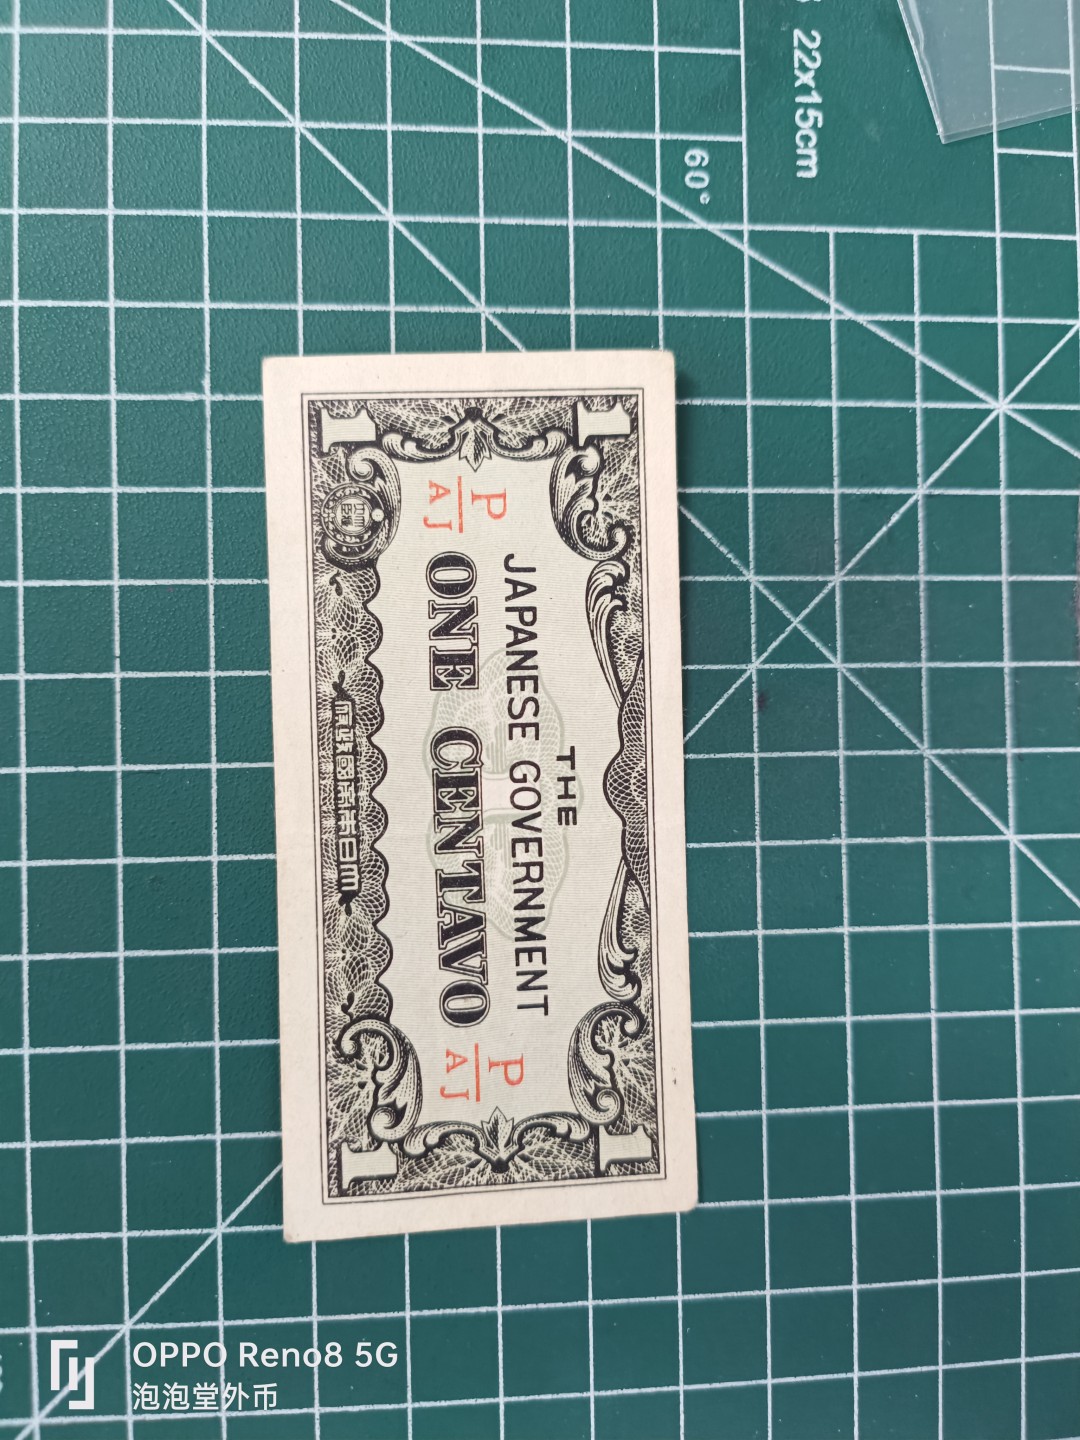 22x15cm
60°
THE
JAPANESE GOVERNMENT
P
AJ
ONE CENTAVO
P
AJ
1
1
1
1
府政國帝本日大
OPPO Reno8 5G
泡泡堂外币